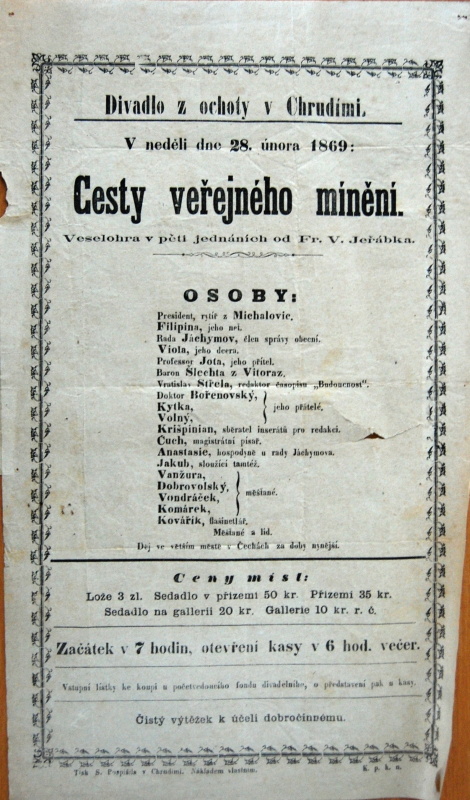 Divadlo z ochoty v Chrudími.
V neděli dne 28. února 1869:
Cesty veřejného mínění.
Veselohra v pěti jednáních od Fr. V. Jeřábka.
OSOBY:
President, rytíř z Michalovic.
Filipina, jeho neť.
Rada Jáchymov, člen správy obecní.
Viola, jeho dcera.
Professor Jota, jeho přítel.
Baron Šlechta z Vitoraz.
Vratislav Střela, redaktor časopisu „Budoucnost".
Doktor Bořenovský,
Kytka, jeho přátelé.
Volný,
Krišpinian, sběratel inserátů pro redakci.
Cuch, magistrátní písař.
Anastasie, hospodyně u rady Jáchymova.
Jakub, sloužící tamtéž.
Vanžura,
Dobrovolský,
Vondráček, měšťané.
Komárek,
Kovářík, flašinetlář.
Měšťané a lid.
Děj ve větším městě v Čechách za doby nynější.
Ceny míst:
Lože 3 zl. Sedadlo v přízemí 50 kr. Přízemí 35 kr.
Sedadlo na gallerii 20 kr. Gallerie 10 kr. r. č.
Začátek v 7 hodin, otevření kasy v 6 hod. večer.
Vstupní lístky ke koupi u početvedoucího fondu divadelního, o představení pak u kasy.
Čistý výtěžek k účeli dobročinnému.
Tisk S. Pospíšila v Chrudími. Nákladem vlastním. K. p. k. u.